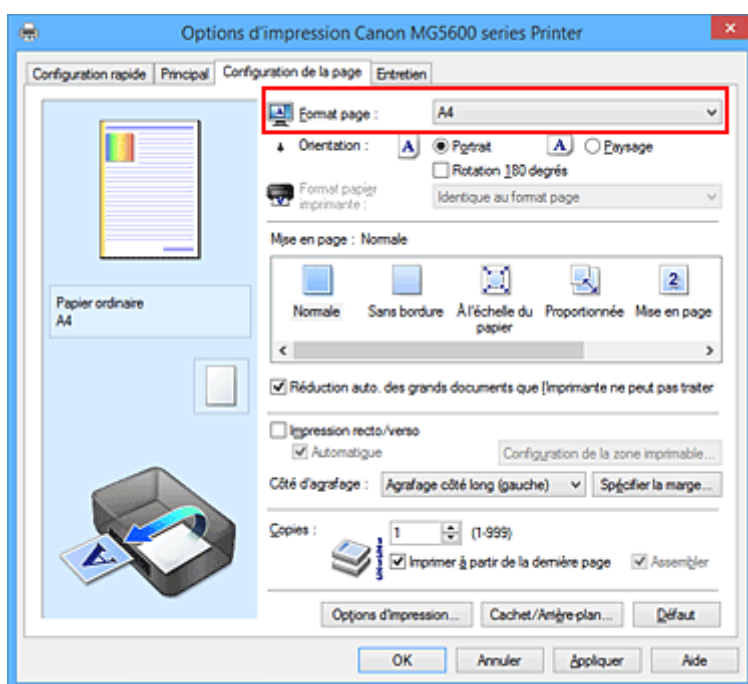 Options d'impression Canon MG5600 series Printer
Configuration rapide Principal Configuration de la page Entretien
Format page : A4
Orientation : A Portrait A Paysage
Rotation 180 degrés
Format papier imprimante : Identique au format page
Mise en page : Normale
Normale Sans bordure À l'échelle du papier Proportionnée Mise en page
2
Papier ordinaire
A4
Réduction auto. des grands documents que l'imprimante ne peut pas traiter
Impression recto/verso
Automatique Configuration de la zone imprimable...
Côté d'agrafage : Agrafage côté long (gauche) Spécifier la marge...
Copies : 1 (1-999)
Imprimer à partir de la dernière page Assembler
Options d'impression... Cachet/Arrière-plan... Défaut
OK Annuler Appliquer Aide